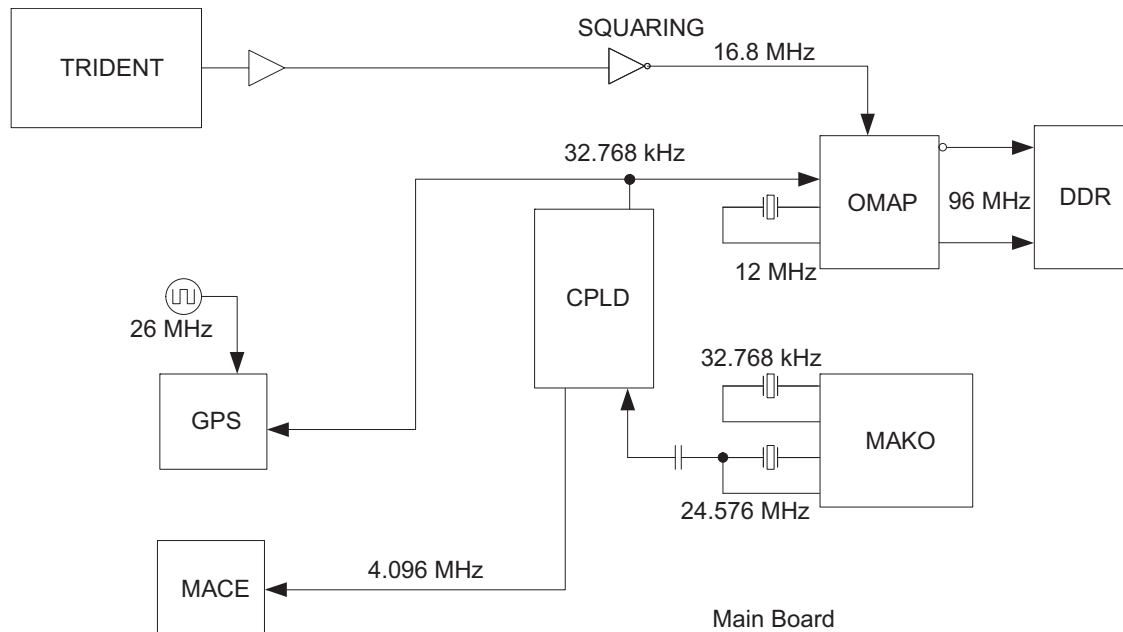 SQUARING
TRIDENT
16.8 MHz
32.768 kHz
OMAP
96 MHz
DDR
12 MHz
CPLD
26 MHz
32.768 kHz
GPS
MAKO
24.576 MHz
4.096 MHz
MACE
Main Board